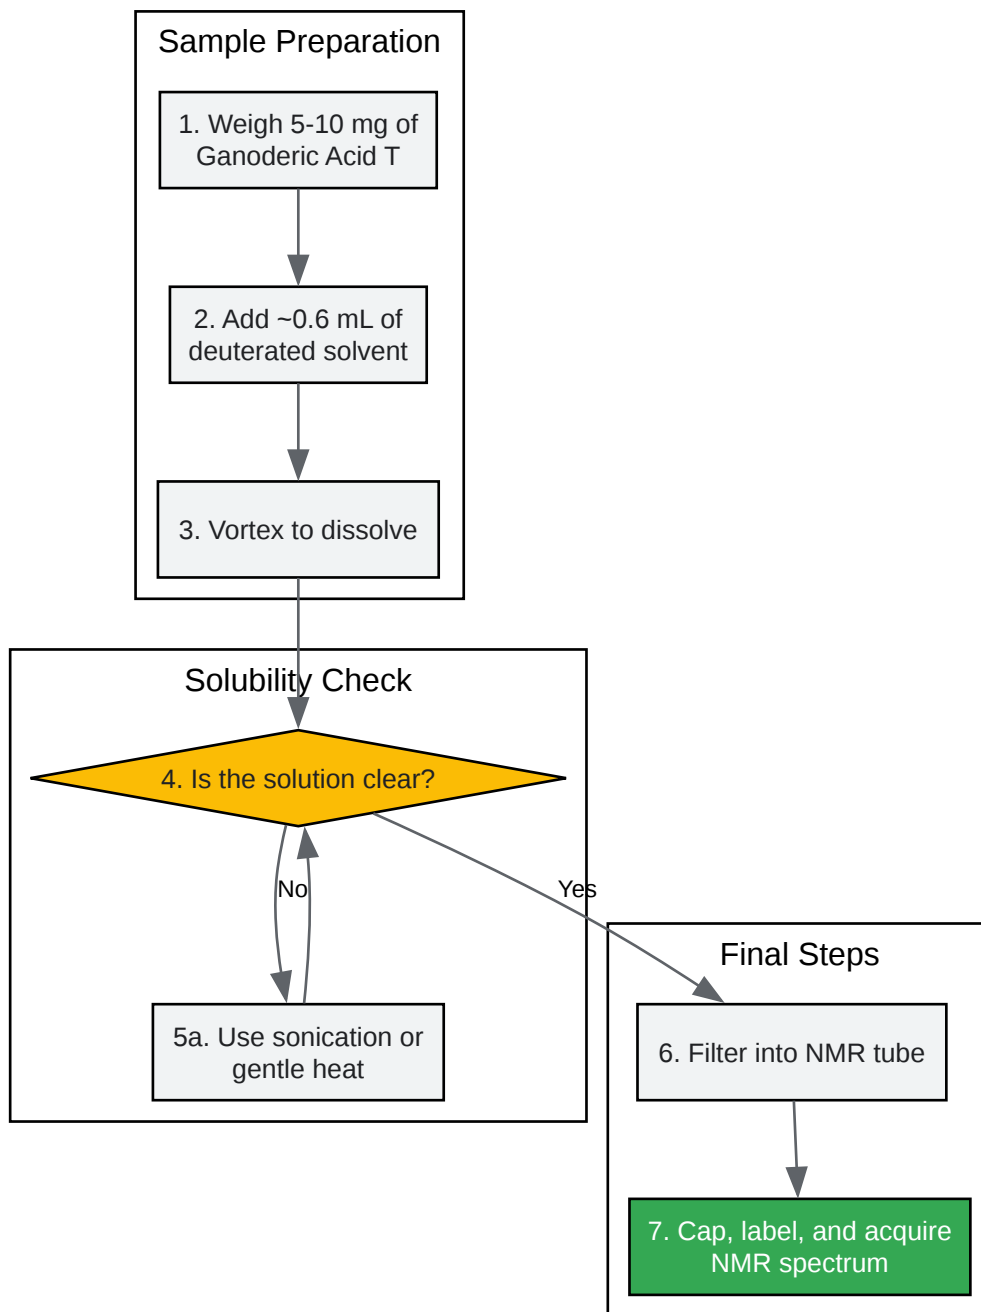 Sample Preparation
1. Weigh 5-10 mg of
Ganoderic Acid T
2. Add ~0.6 mL of
deuterated solvent
3. Vortex to dissolve
Solubility Check
4. Is the solution clear?
No
Yes
5a. Use sonication or
gentle heat
Final Steps
6. Filter into NMR tube
7. Cap, label, and acquire
NMR spectrum